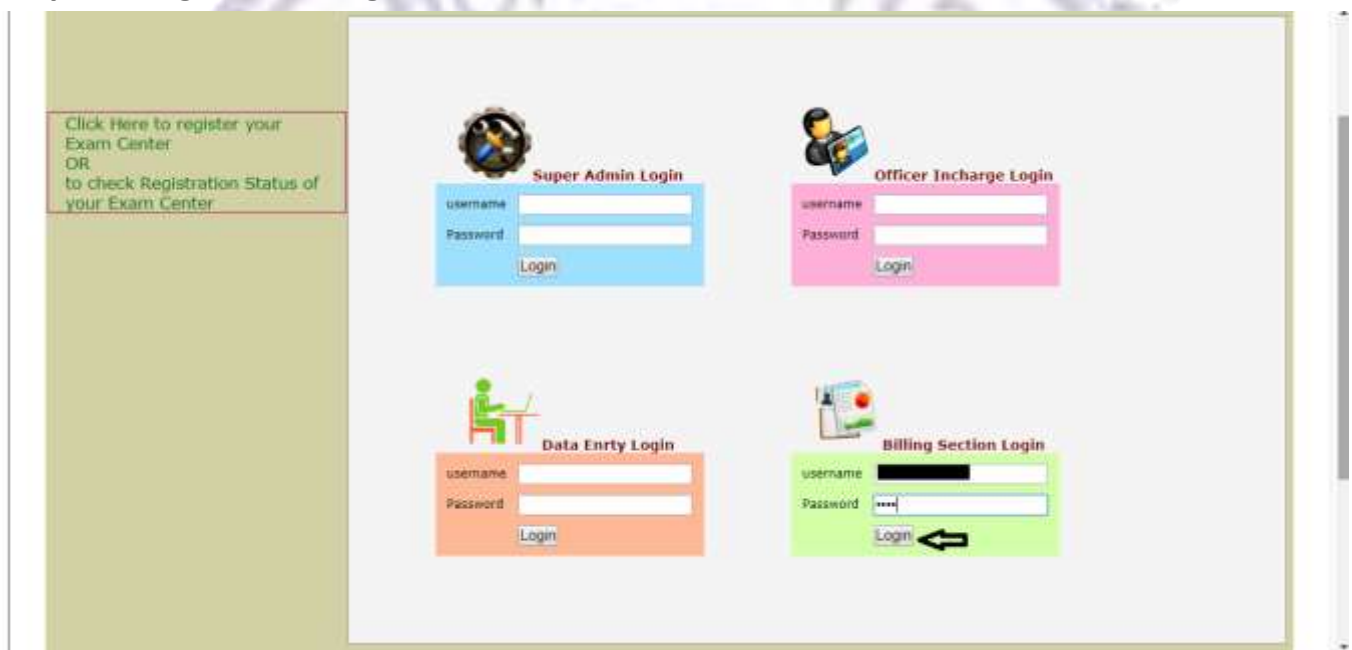 Click Here to register your
Exam Center
OR
to check Registration Status of
your Exam Center
Super Admin Login
username
Password
Login
Officer Incharge Login
username
Password
Login
Data Enrty Login
username
Password
Login
Billing Section Login
username
Password ••••
Login